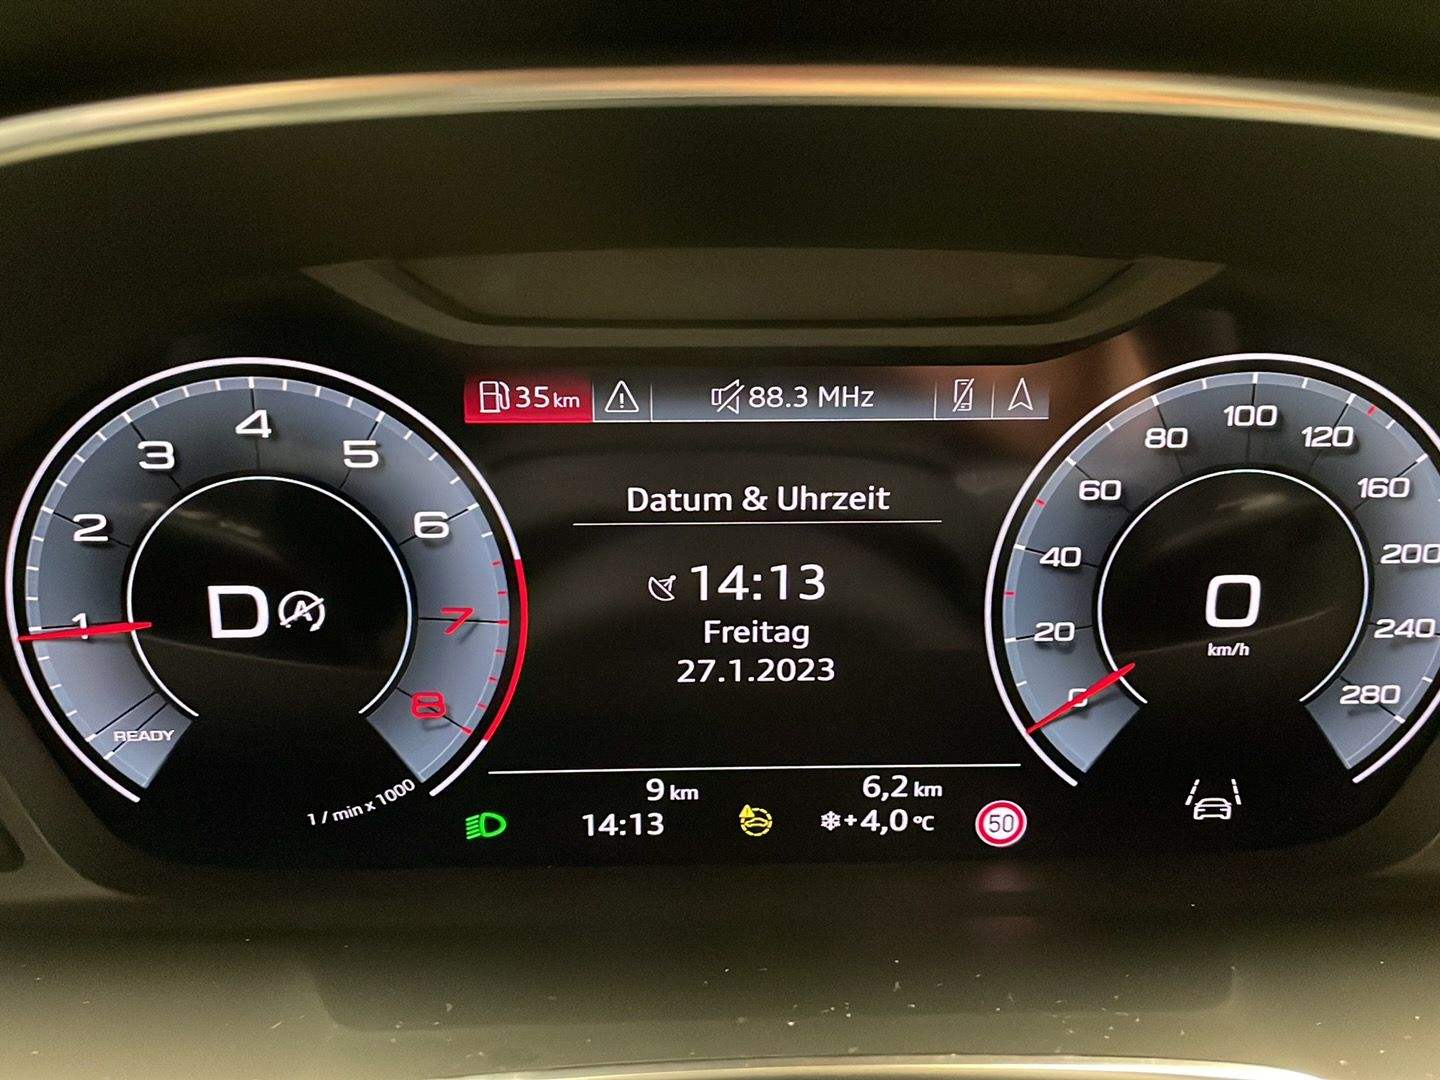 35 km
88.3 MHz
Datum & Uhrzeit
14:13
Freitag
27.1.2023
9 km
6,2 km
14:13
+4,0 °C
50
D
A
1
2
3
4
5
6
7
8
READY
1 / min x 1000
0
km/h
0
20
40
60
80
100
120
160
200
240
280